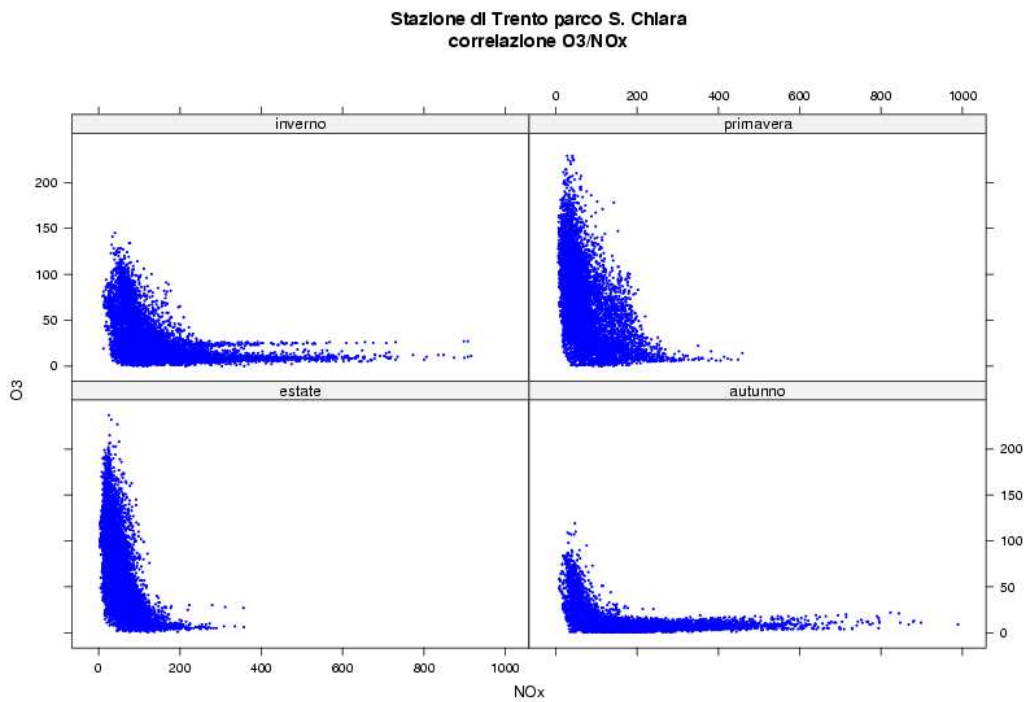 Stazione di Trento parco S. Chiara
correlazione O3/NOx
0 200 400 600 800 1000
inverno primavera
200
150
100
50
0
O3
estate autunno
200
150
100
50
0
0 200 400 600 800 1000
NOx